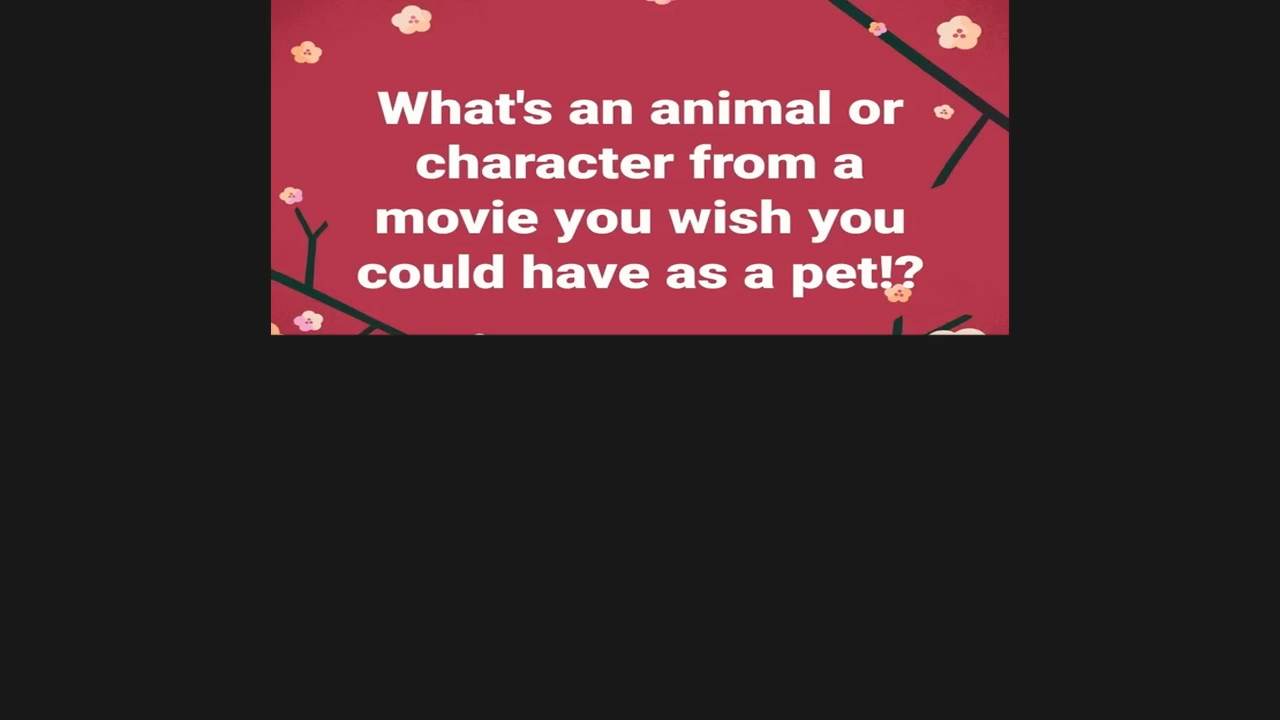 What's an animal or
character from a
movie you wish you
could have as a pet!?